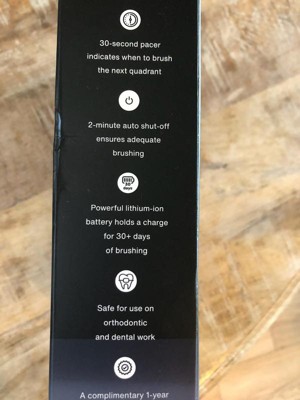 30-second pacer
indicates when to brush
the next quadrant
2-minute auto shut-off
ensures adequate
brushing
30
days
Powerful lithium-ion
battery holds a charge
for 30+ days
of brushing
Safe for use on
orthodontic
and dental work
A complimentary 1-year